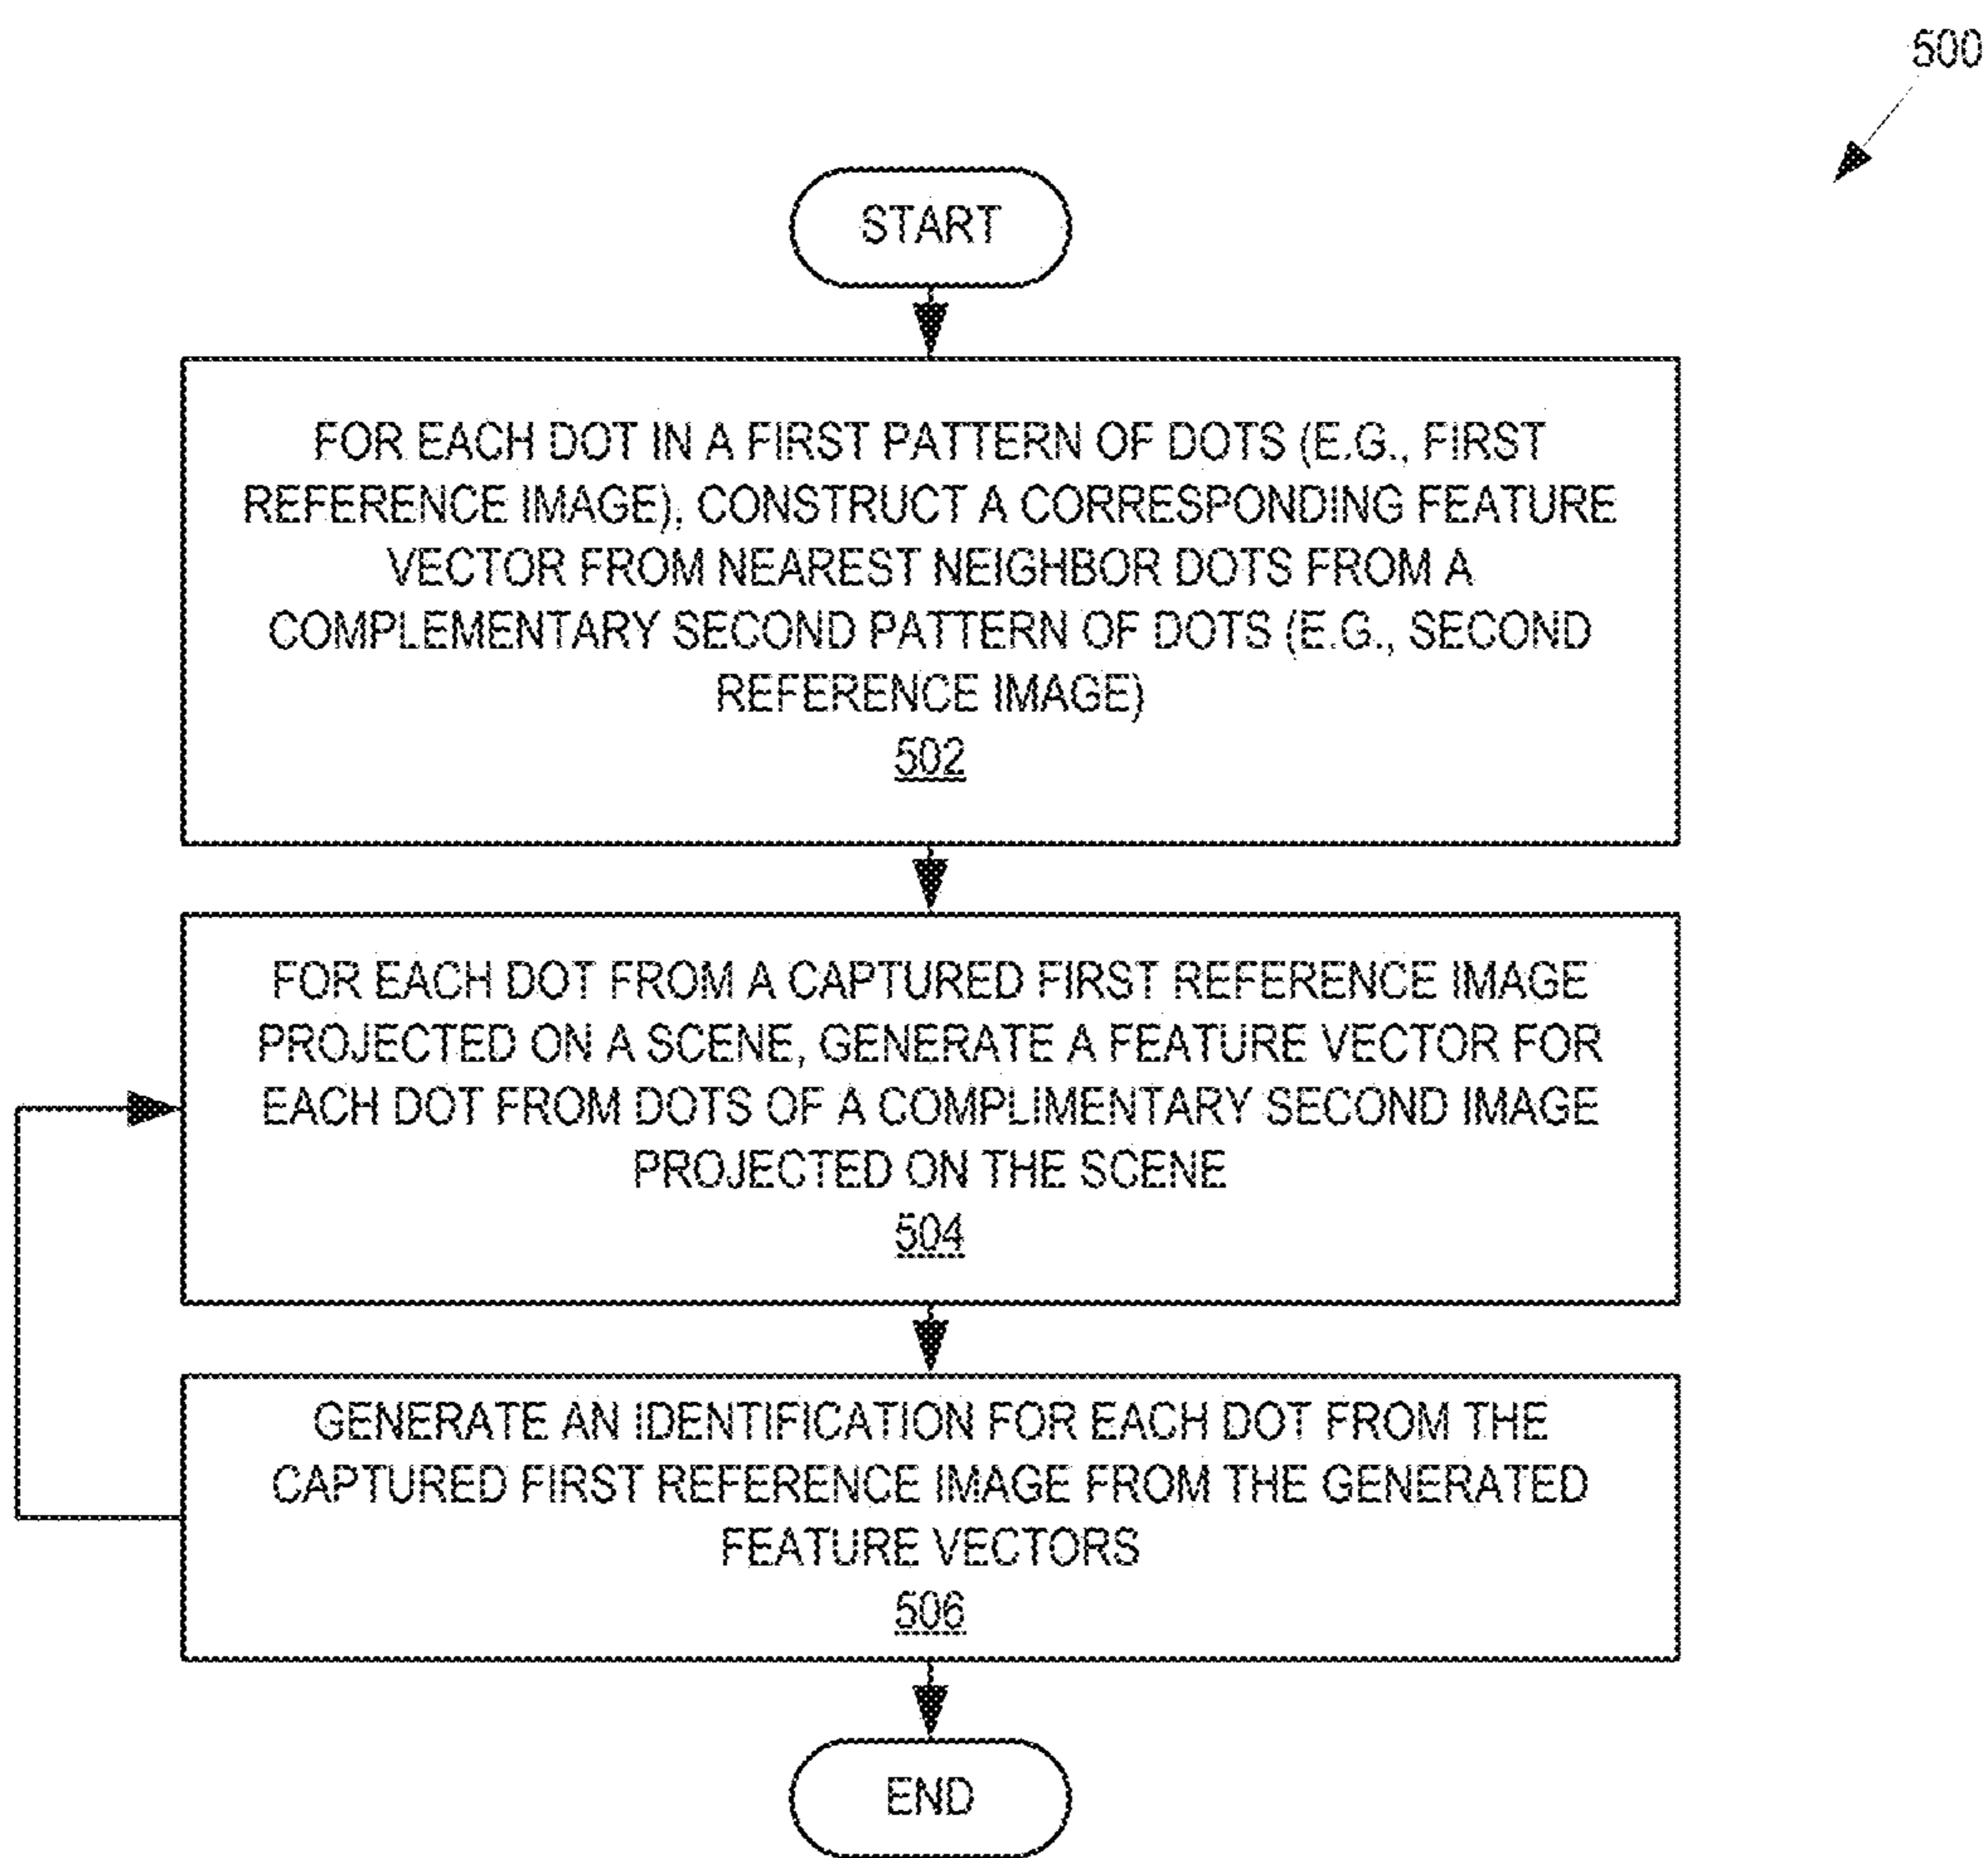 500
START
FOR EACH DOT IN A FIRST PATTERN OF DOTS (E.G., FIRST
REFERENCE IMAGE), CONSTRUCT A CORRESPONDING FEATURE
VECTOR FROM NEAREST NEIGHBOR DOTS FROM A
COMPLEMENTARY SECOND PATTERN OF DOTS (E.G., SECOND
REFERENCE IMAGE)
502
FOR EACH DOT FROM A CAPTURED FIRST REFERENCE IMAGE
PROJECTED ON A SCENE, GENERATE A FEATURE VECTOR FOR
EACH DOT FROM DOTS OF A COMPLIMENTARY SECOND IMAGE
PROJECTED ON THE SCENE
504
GENERATE AN IDENTIFICATION FOR EACH DOT FROM THE
CAPTURED FIRST REFERENCE IMAGE FROM THE GENERATED
FEATURE VECTORS
506
END